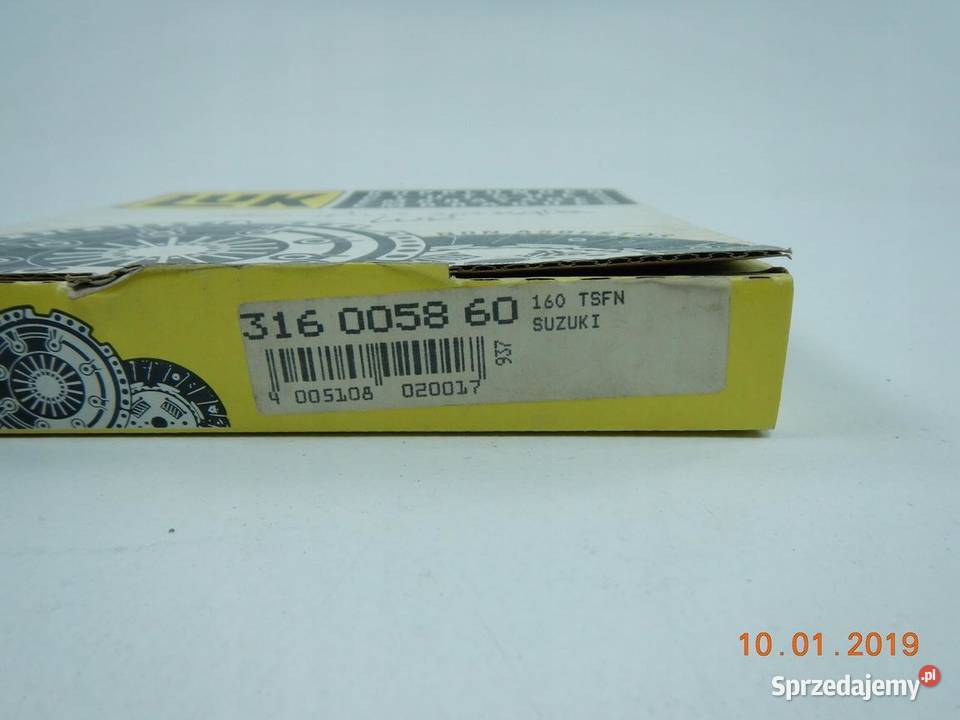 LUK
316 0058 60
160 TSFN
SUZUKI
937
4 005108 020017
10.01.2019
Sprzedajemy.pl